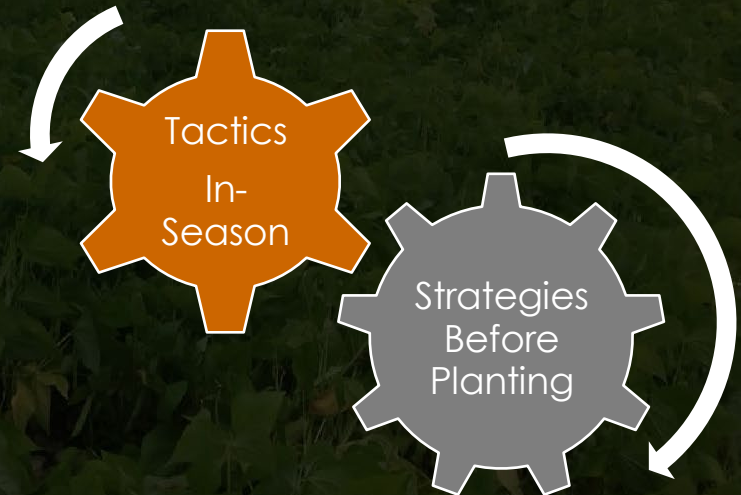 Tactics
In-
Season
Strategies
Before
Planting